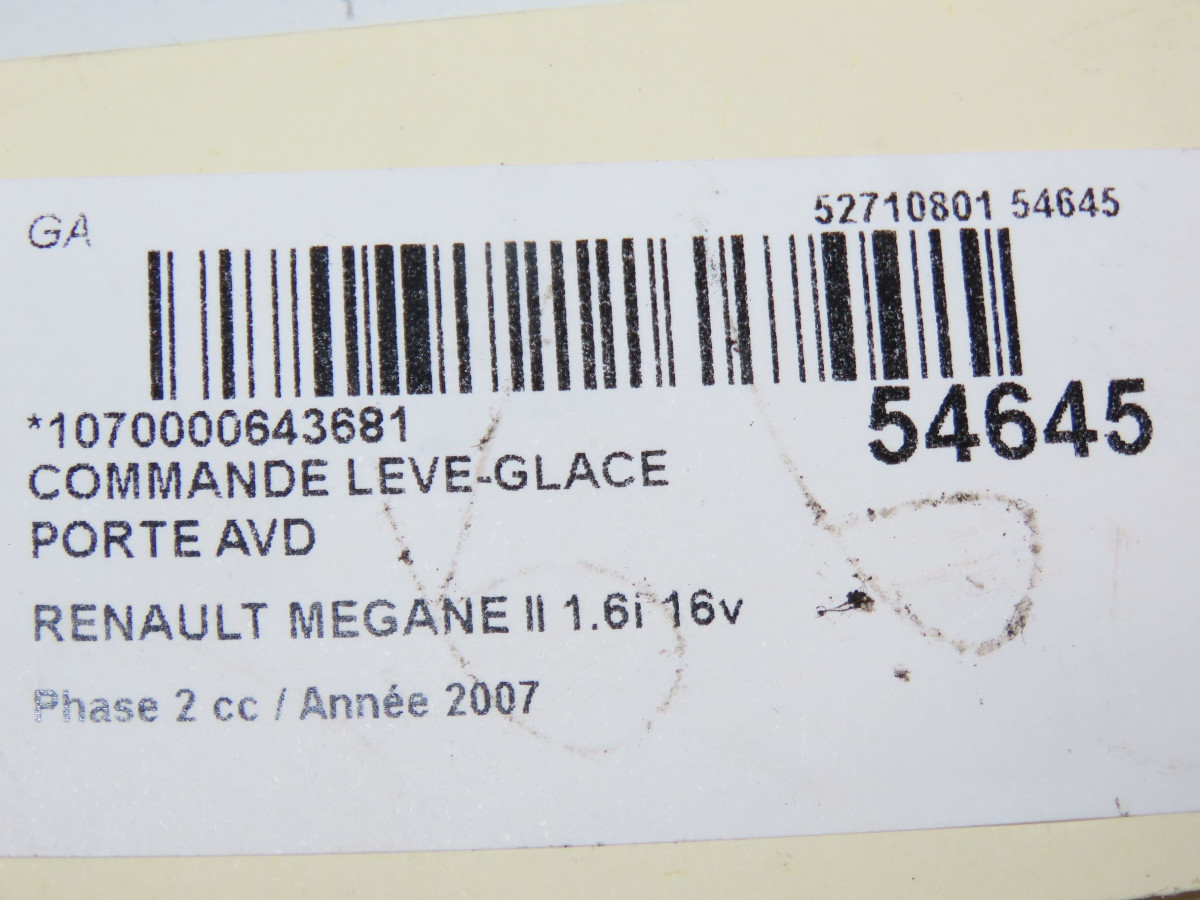 GA
52710801 54645
54645
*1070000643681
COMMANDE LEVE-GLACE
PORTE AVD
RENAULT MEGANE II 1.6i 16v
Phase 2 cc / Année 2007